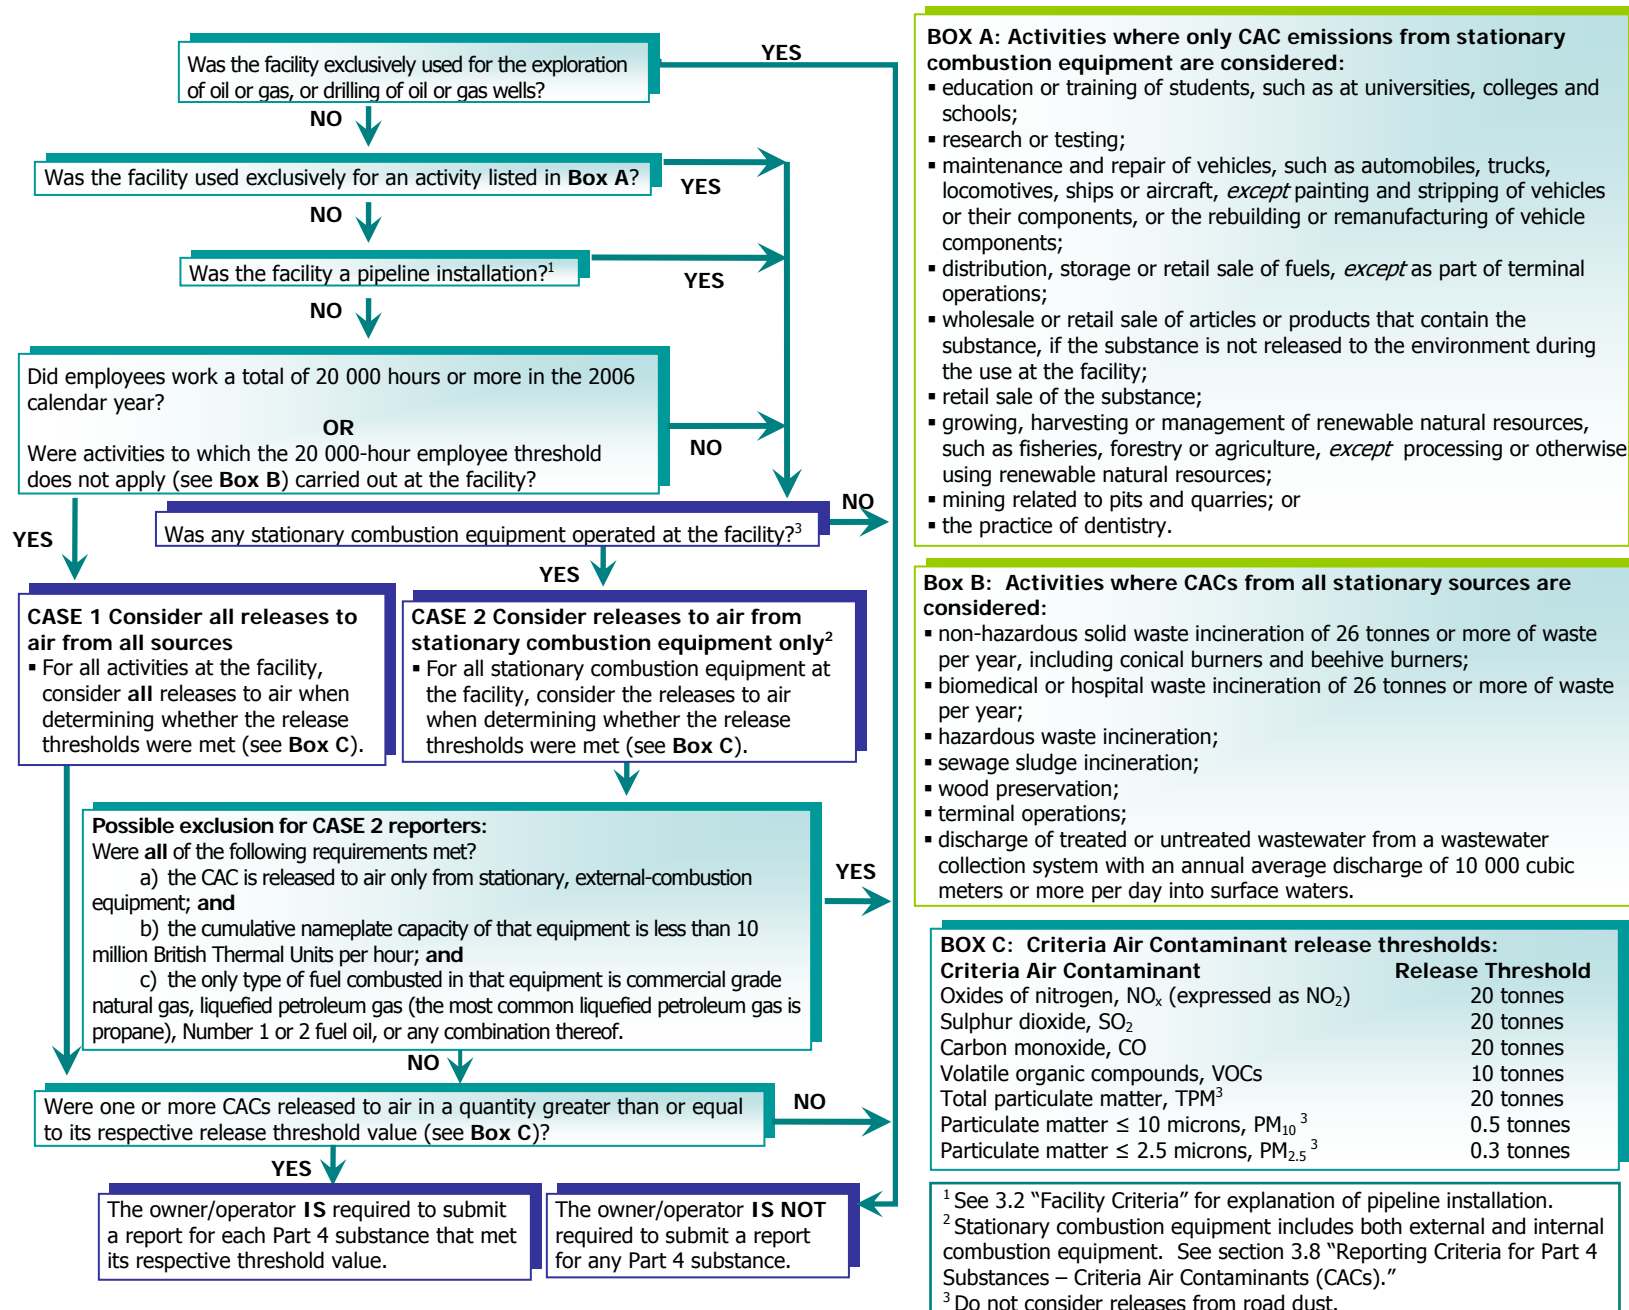 Was the facility exclusively used for the exploration
of oil or gas, or drilling of oil or gas wells?
YES
NO
Was the facility used exclusively for an activity listed in Box A?
YES
NO
Was the facility a pipeline installation?1
YES
NO
Did employees work a total of 20 000 hours or more in the 2006
calendar year?
OR
Were activities to which the 20 000-hour employee threshold
does not apply (see Box B) carried out at the facility?
NO
YES
Was any stationary combustion equipment operated at the facility?3
NO
YES
CASE 1 Consider all releases to
air from all sources
▪ For all activities at the facility,
consider all releases to air when
determining whether the release
thresholds were met (see Box C).
CASE 2 Consider releases to air from
stationary combustion equipment only2
▪ For all stationary combustion equipment at
the facility, consider the releases to air
when determining whether the release
thresholds were met (see Box C).
Possible exclusion for CASE 2 reporters:
Were all of the following requirements met?
a) the CAC is released to air only from stationary, external-combustion
equipment; and
b) the cumulative nameplate capacity of that equipment is less than 10
million British Thermal Units per hour; and
c) the only type of fuel combusted in that equipment is commercial grade
natural gas, liquefied petroleum gas (the most common liquefied petroleum gas is
propane), Number 1 or 2 fuel oil, or any combination thereof.
YES
NO
Were one or more CACs released to air in a quantity greater than or equal
to its respective release threshold value (see Box C)?
NO
YES
The owner/operator IS required to submit
a report for each Part 4 substance that met
its respective threshold value.
The owner/operator IS NOT
required to submit a report
for any Part 4 substance.
BOX A: Activities where only CAC emissions from stationary
combustion equipment are considered:
▪ education or training of students, such as at universities, colleges and
schools;
▪ research or testing;
▪ maintenance and repair of vehicles, such as automobiles, trucks,
locomotives, ships or aircraft, except painting and stripping of vehicles
or their components, or the rebuilding or remanufacturing of vehicle
components;
▪ distribution, storage or retail sale of fuels, except as part of terminal
operations;
▪ wholesale or retail sale of articles or products that contain the
substance, if the substance is not released to the environment during
the use at the facility;
▪ retail sale of the substance;
▪ growing, harvesting or management of renewable natural resources,
such as fisheries, forestry or agriculture, except processing or otherwise
using renewable natural resources;
▪ mining related to pits and quarries; or
▪ the practice of dentistry.
Box B: Activities where CACs from all stationary sources are
considered:
▪ non-hazardous solid waste incineration of 26 tonnes or more of waste
per year, including conical burners and beehive burners;
▪ biomedical or hospital waste incineration of 26 tonnes or more of waste
per year;
▪ hazardous waste incineration;
▪ sewage sludge incineration;
▪ wood preservation;
▪ terminal operations;
▪ discharge of treated or untreated wastewater from a wastewater
collection system with an annual average discharge of 10 000 cubic
meters or more per day into surface waters.
BOX C: Criteria Air Contaminant release thresholds:
Criteria Air Contaminant Release Threshold
Oxides of nitrogen, NOx (expressed as NO2) 20 tonnes
Sulphur dioxide, SO2 20 tonnes
Carbon monoxide, CO 20 tonnes
Volatile organic compounds, VOCs 10 tonnes
Total particulate matter, TPM3 20 tonnes
Particulate matter ≤ 10 microns, PM10 3 0.5 tonnes
Particulate matter ≤ 2.5 microns, PM2.5 3 0.3 tonnes
1 See 3.2 “Facility Criteria” for explanation of pipeline installation.
2 Stationary combustion equipment includes both external and internal
combustion equipment. See section 3.8 “Reporting Criteria for Part 4
Substances – Criteria Air Contaminants (CACs).”
3 Do not consider releases from road dust.